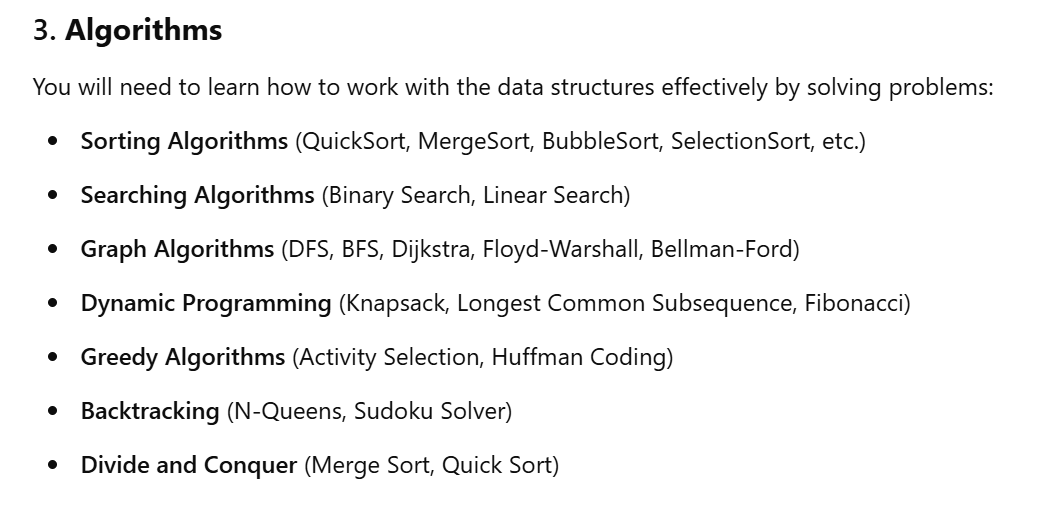 3. Algorithms
You will need to learn how to work with the data structures effectively by solving problems:
• Sorting Algorithms (QuickSort, MergeSort, BubbleSort, SelectionSort, etc.)
• Searching Algorithms (Binary Search, Linear Search)
• Graph Algorithms (DFS, BFS, Dijkstra, Floyd-Warshall, Bellman-Ford)
• Dynamic Programming (Knapsack, Longest Common Subsequence, Fibonacci)
• Greedy Algorithms (Activity Selection, Huffman Coding)
• Backtracking (N-Queens, Sudoku Solver)
• Divide and Conquer (Merge Sort, Quick Sort)